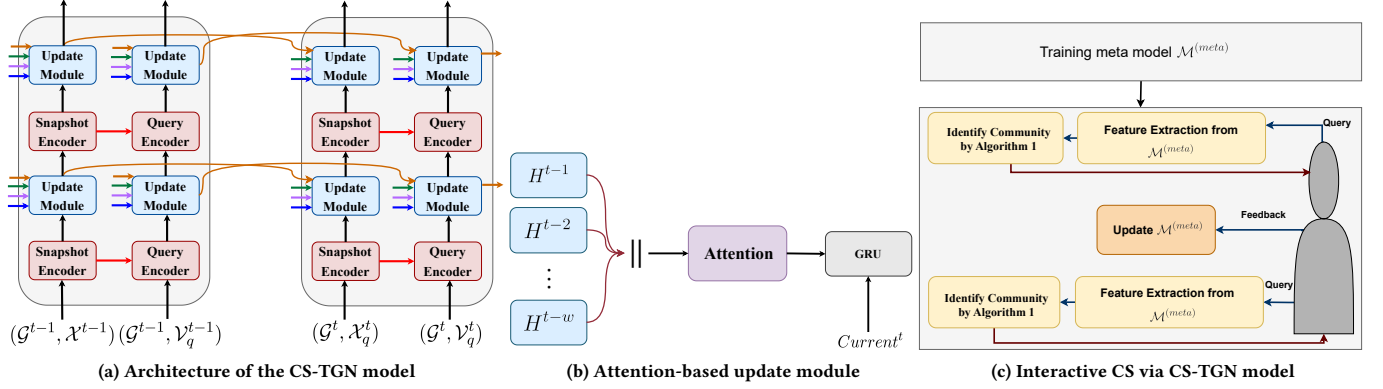 Update
Module
Update
Module
Update
Module
Update
Module
Snapshot
Encoder
Query
Encoder
Snapshot
Encoder
Query
Encoder
Update
Module
Update
Module
Update
Module
Update
Module
Snapshot
Encoder
Query
Encoder
Snapshot
Encoder
Query
Encoder
(𝒢^{t−1}, 𝒳^{t−1}) (𝒢^{t−1}, 𝒱_q^{t−1})
(𝒢^t, 𝒳_q^t) (𝒢^t, 𝒱_q^t)
(a) Architecture of the CS-TGN model
H^{t−1}
H^{t−2}
⋮
H^{t−w}
||
Attention
GRU
Current^t
(b) Attention-based update module
Training meta model ℳ^{(meta)}
Identify Community
by Algorithm 1
Feature Extraction from
ℳ^{(meta)}
Query
Update ℳ^{(meta)}
Feedback
Identify Community
by Algorithm 1
Feature Extraction from
ℳ^{(meta)}
Query
(c) Interactive CS via CS-TGN model